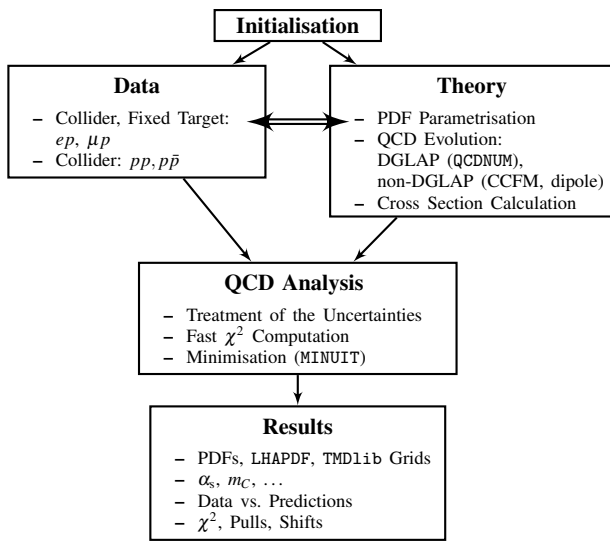 Initialisation
Data
– Collider, Fixed Target:
ep, μp
– Collider: pp, pp̄
Theory
– PDF Parametrisation
– QCD Evolution:
DGLAP (QCDNUM),
non-DGLAP (CCFM, dipole)
– Cross Section Calculation
QCD Analysis
– Treatment of the Uncertainties
– Fast χ² Computation
– Minimisation (MINUIT)
Results
– PDFs, LHAPDF, TMDlib Grids
– αₛ, m_C, …
– Data vs. Predictions
– χ², Pulls, Shifts